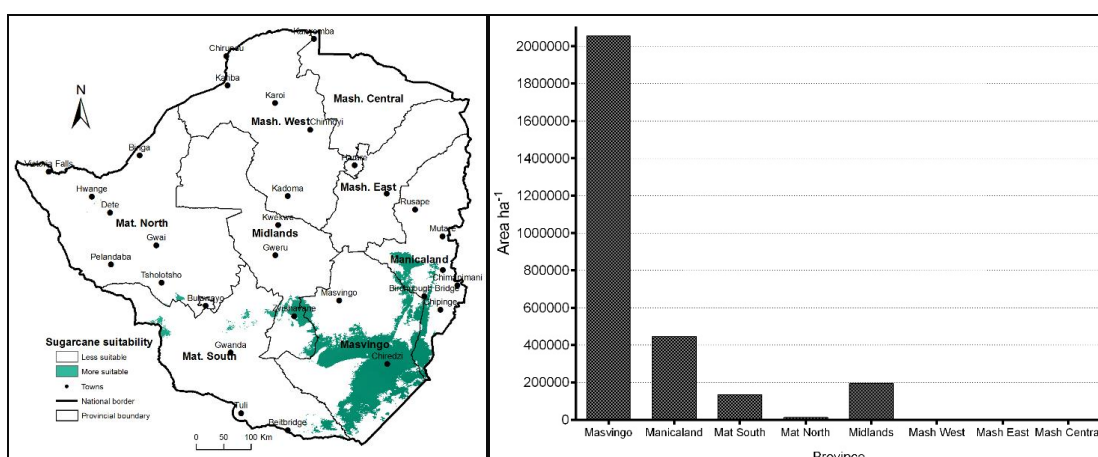 Kanyemba
Chirundu
Kariba
N
Karoi
Mash. Central
Mash. West
Chinhoyi
Binga
Harare
Victoria Falls
Mash. East
Hwange
Kadoma
Dete
Rusape
Mat. North
Kwekwe
Mutare
Gwai
Midlands
Gweru
Pelandaba
Manicaland
Chimanimani
Tsholotsho
Birchenough Bridge
Bulawayo
Masvingo
Chipinge
Zvishavane
Sugarcane suitability
Masvingo
Gwanda
Less suitable
Mat. South
Chiredzi
More suitable
Towns
National border
Tuli
Provincial boundary
Beitbridge
0 50 100 Km
Area ha-1
2000000
1800000
1600000
1400000
1200000
1000000
800000
600000
400000
200000
0
Masvingo Manicaland Mat South Mat North Midlands Mash West Mash East Mash Central
Province